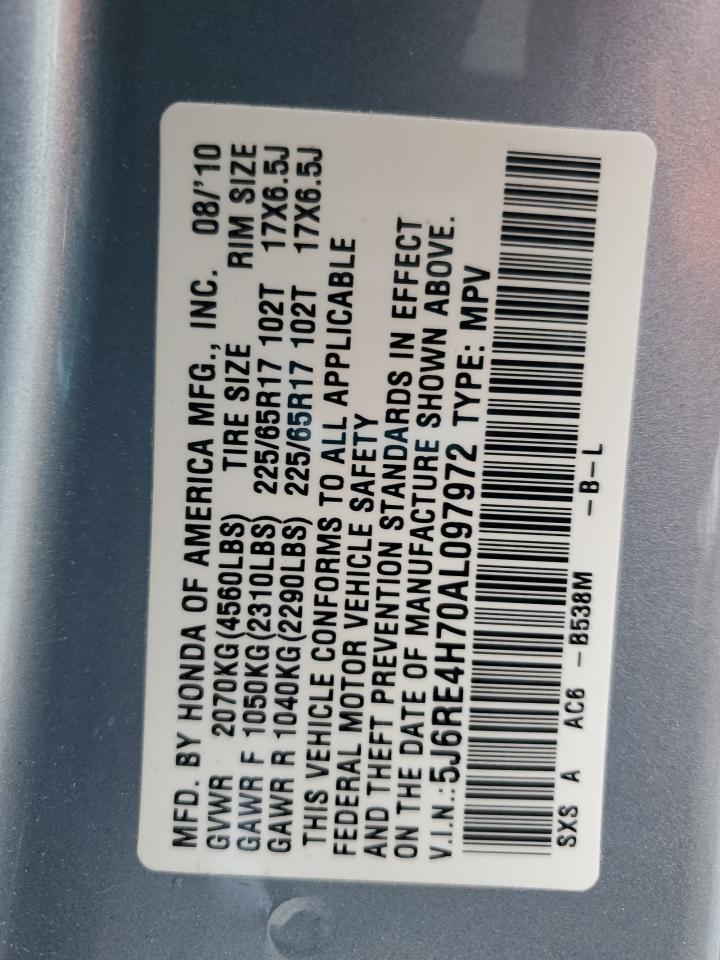 MFD. BY HONDA OF AMERICA MFG., INC. 08/'10
GVWR 2070KG(4560LBS) TIRE SIZE RIM SIZE
GAWR F 1050KG(2310LBS) 225/65R17 102T 17X6.5J
GAWR R 1040KG(2290LBS) 225/65R17 102T 17X6.5J
THIS VEHICLE CONFORMS TO ALL APPLICABLE
FEDERAL MOTOR VEHICLE SAFETY
AND THEFT PREVENTION STANDARDS IN EFFECT
ON THE DATE OF MANUFACTURE SHOWN ABOVE.
V.I.N.:5J6RE4H70AL097972 TYPE: MPV
SXS A AC6 -B538M -B-L